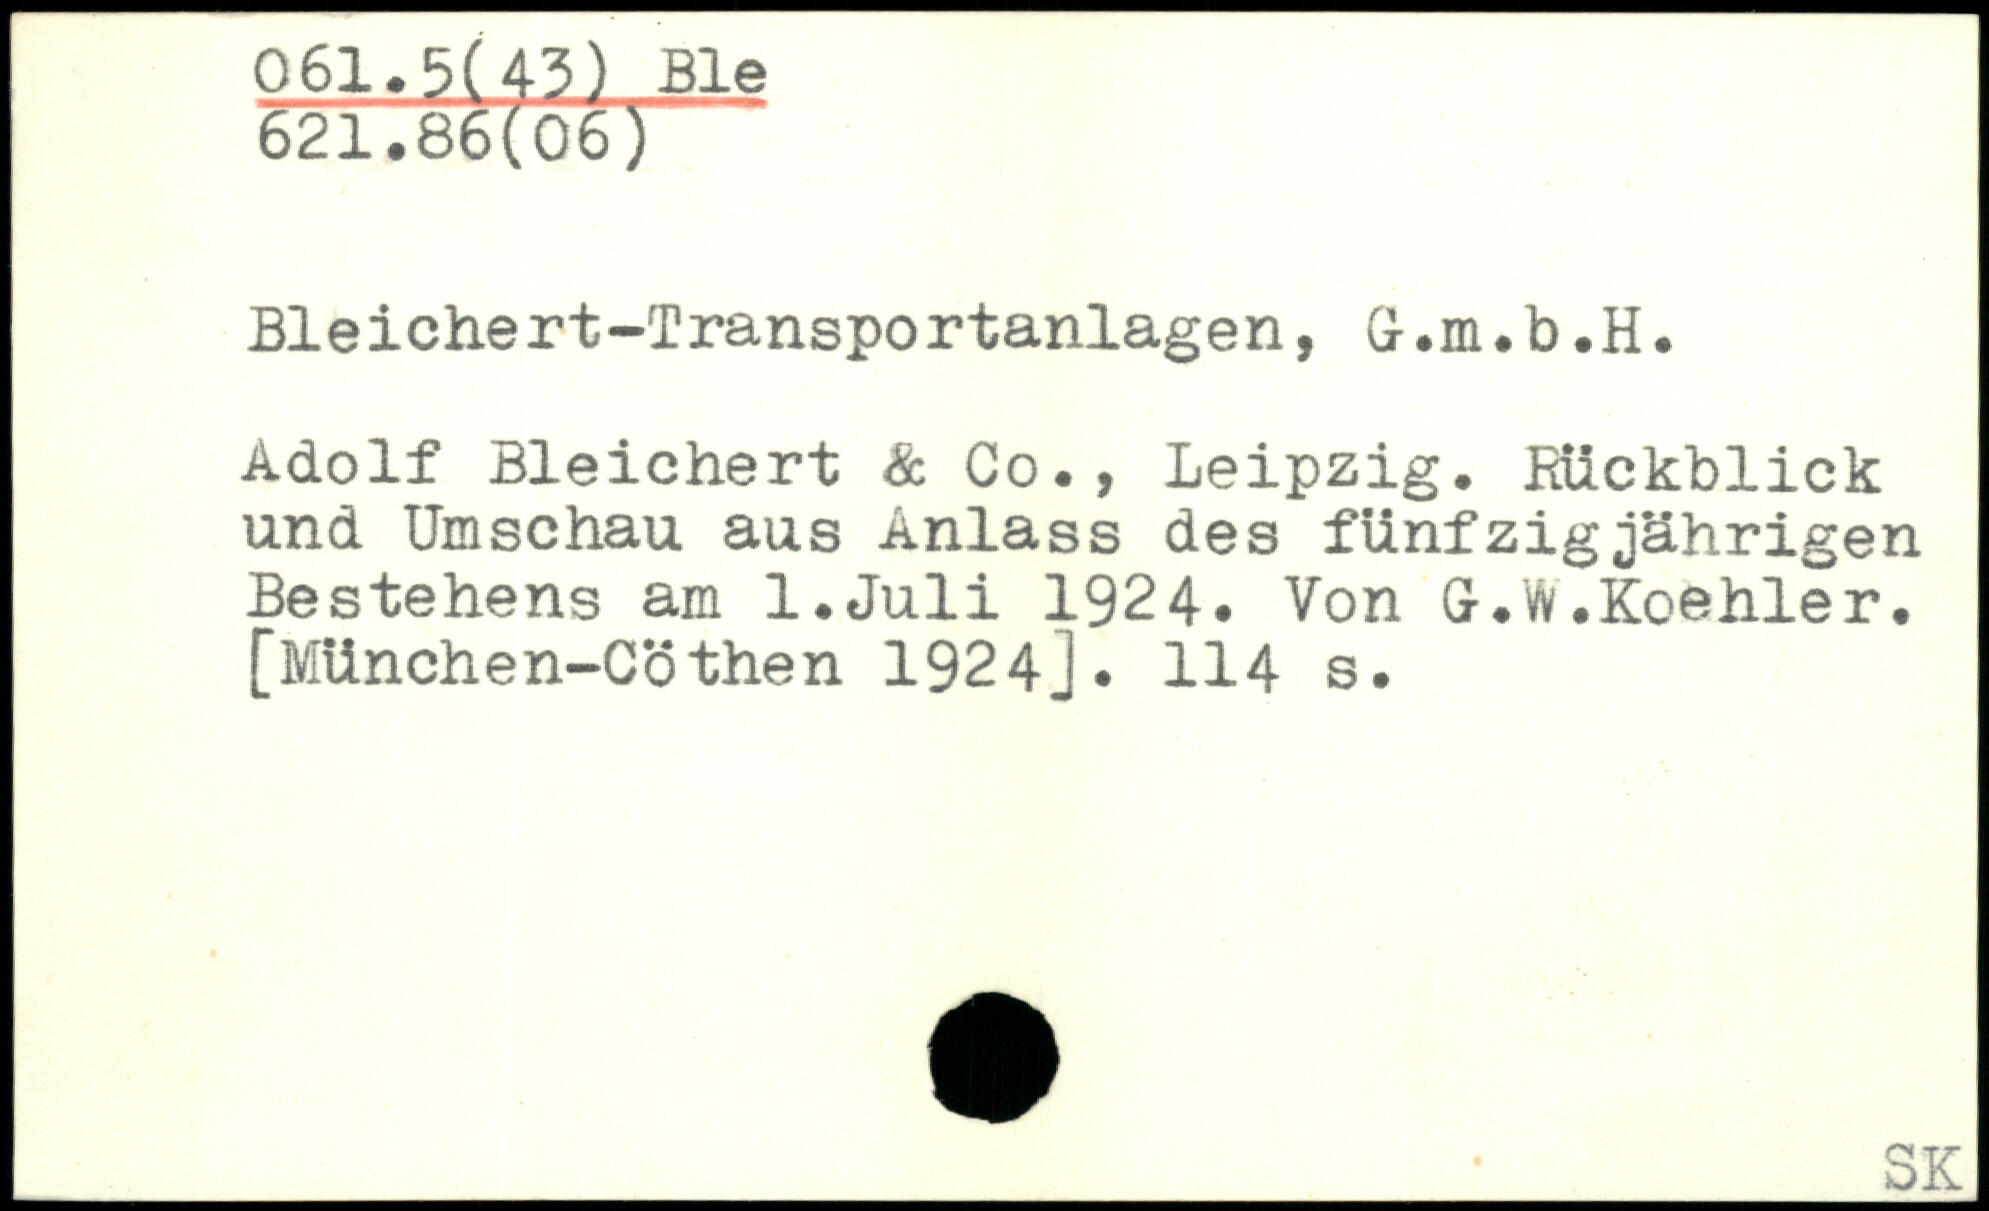 061.5(43) Ble
621.86(06)
Bleichert-Transportanlagen, G.m.b.H.
Adolf Bleichert & Co., Leipzig. Rückblick
und Umschau aus Anlass des fünfzigjährigen
Bestehens am 1.Juli 1924. Von G.W.Koehler.
[München-Cöthen 1924]. 114 s.
SK